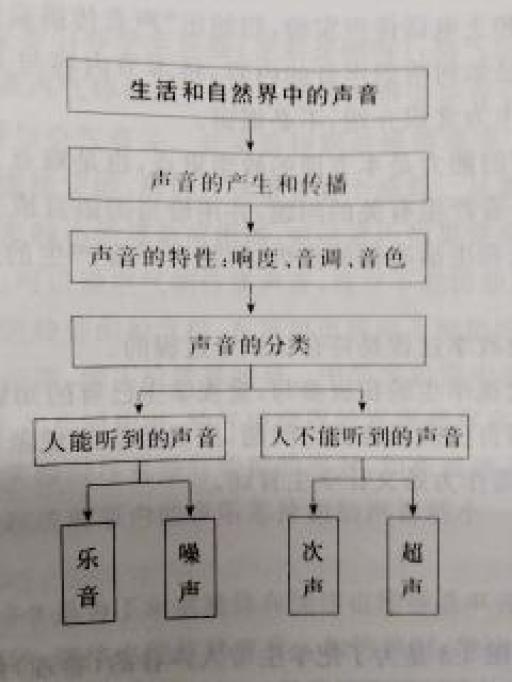 生活和自然界中的声音
声音的产生和传播
声音的特性：响度、音调、音色
声音的分类
人能听到的声音
人不能听到的声音
乐音
噪声
次声
超声